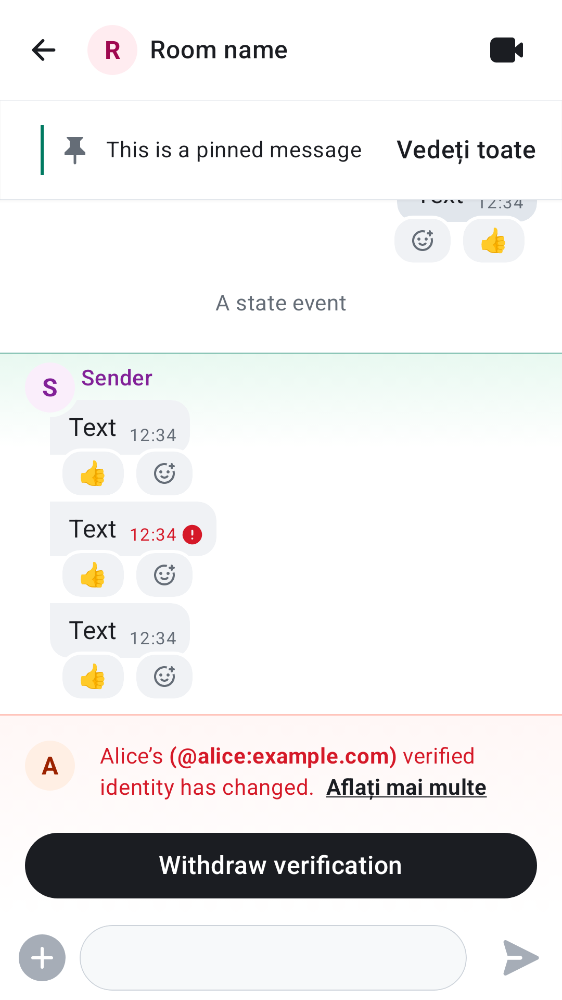 R Room name
This is a pinned message Vedeți toate
Text 12:34
A state event
S Sender
Text 12:34
Text 12:34
Text 12:34
A Alice’s (@alice:example.com) verified
identity has changed. Aflați mai multe
Withdraw verification